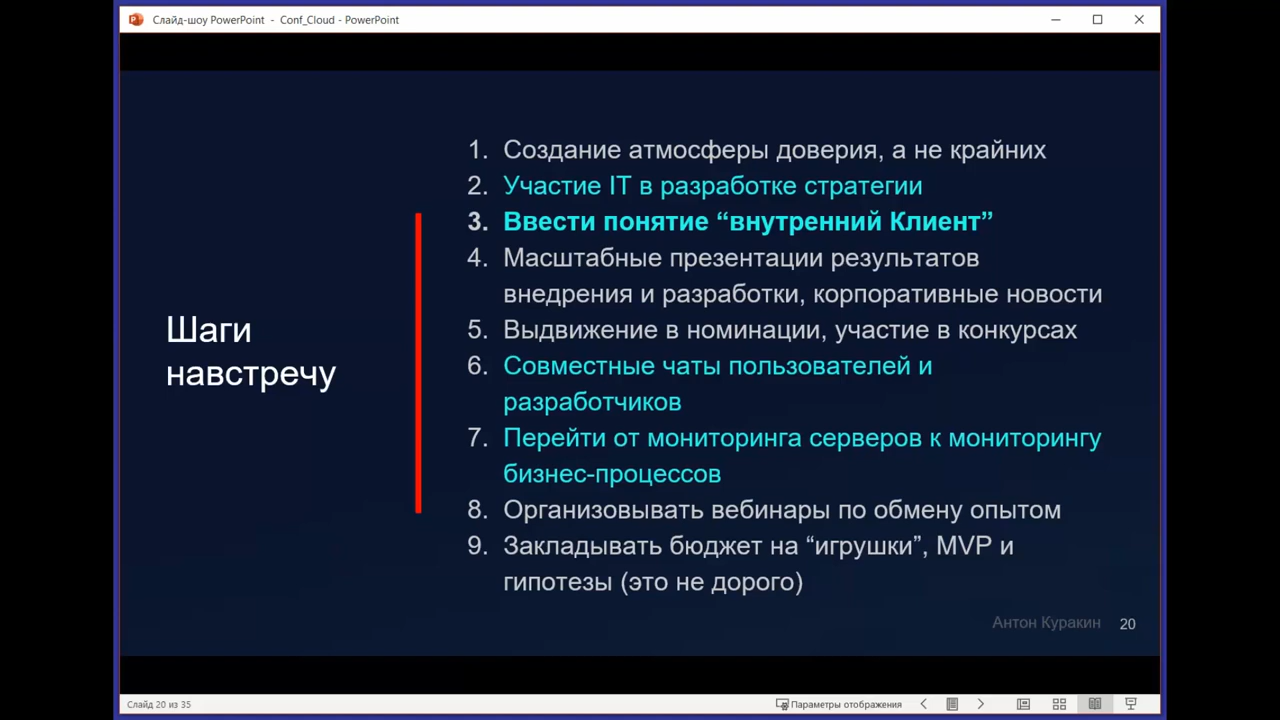 Слайд-шоу PowerPoint - Conf_Cloud - PowerPoint
1. Создание атмосферы доверия, а не крайних
2. Участие IT в разработке стратегии
3. Ввести понятие “внутренний Клиент”
4. Масштабные презентации результатов
внедрения и разработки, корпоративные новости
5. Выдвижение в номинации, участие в конкурсах
6. Совместные чаты пользователей и
разработчиков
7. Перейти от мониторинга серверов к мониторингу
бизнес-процессов
8. Организовывать вебинары по обмену опытом
9. Закладывать бюджет на “игрушки”, MVP и
гипотезы (это не дорого)
Шаги
навстречу
Антон Куракин 20
Слайд 20 из 35
Параметры отображения